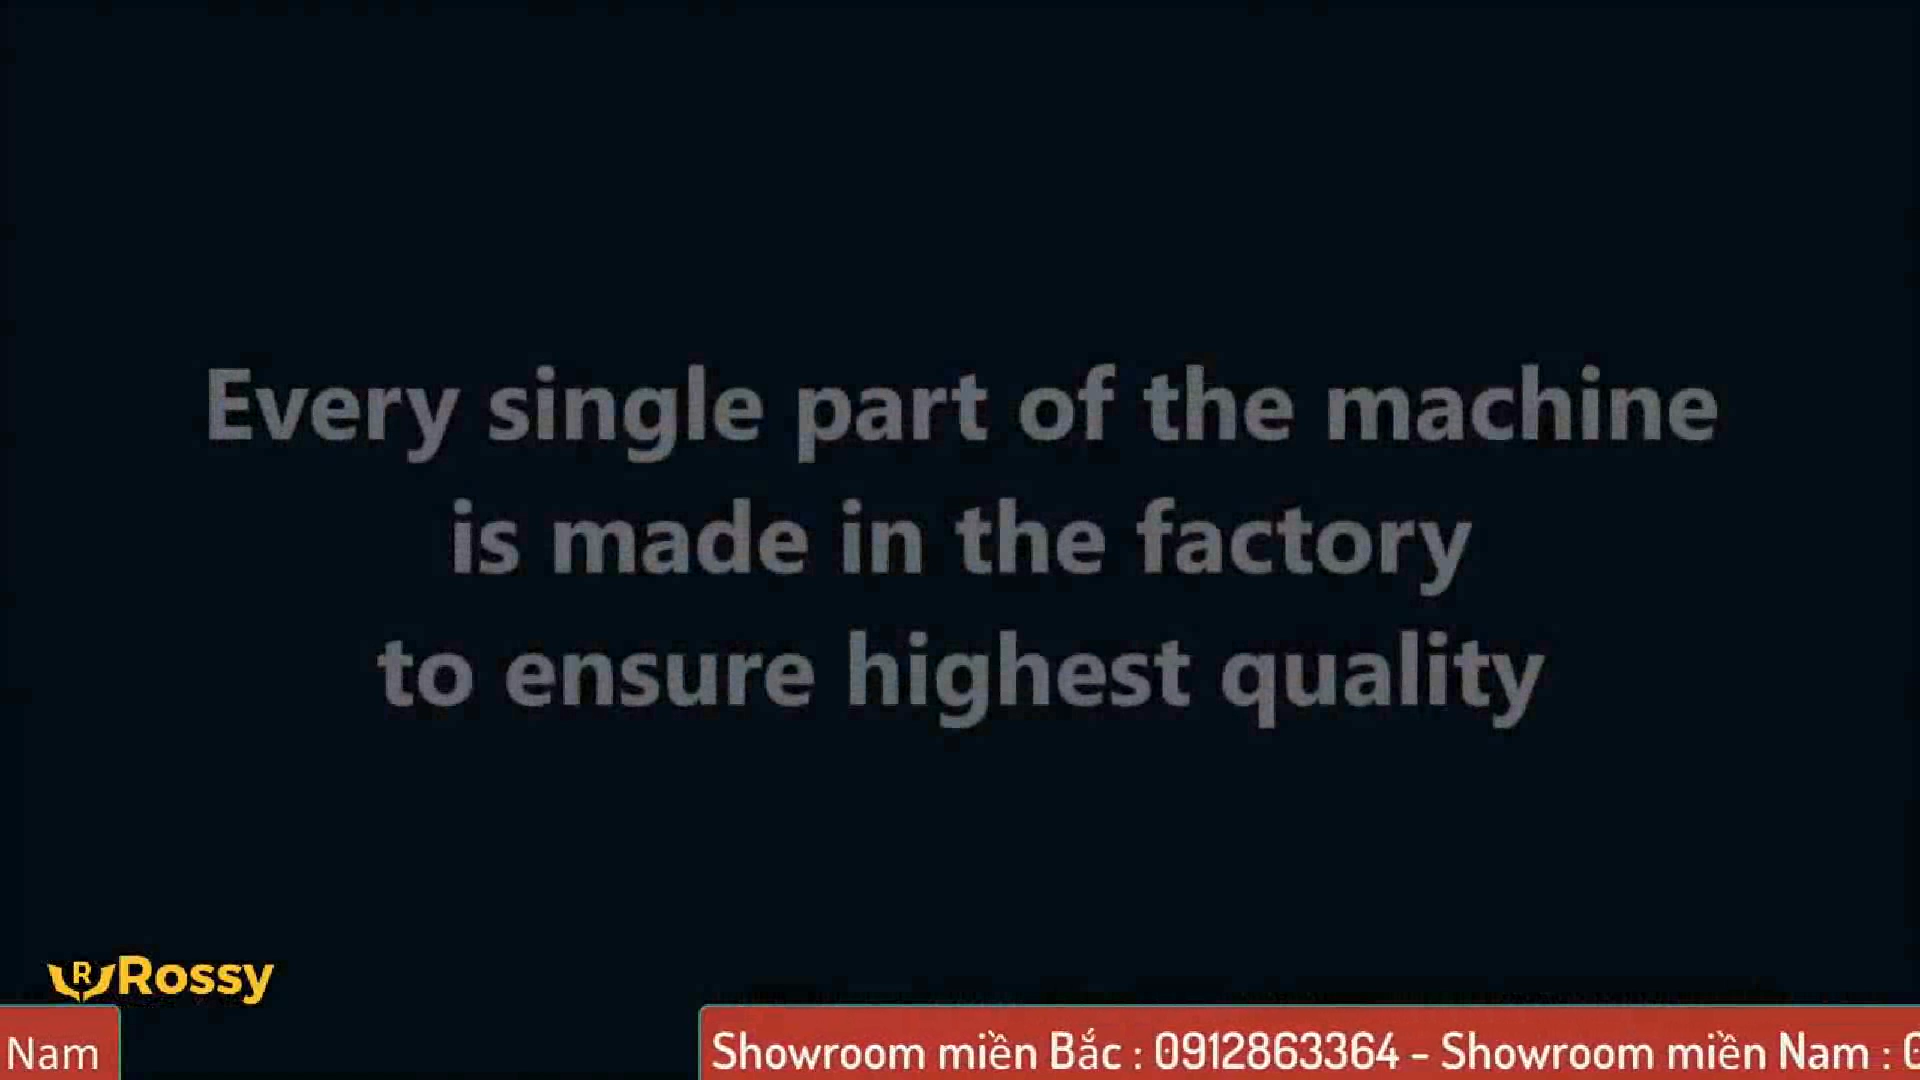 Every single part of the machine
is made in the factory
to ensure highest quality
Rossy
Nam
Showroom miền Bắc : 0912863364 - Showroom miền Nam : 0